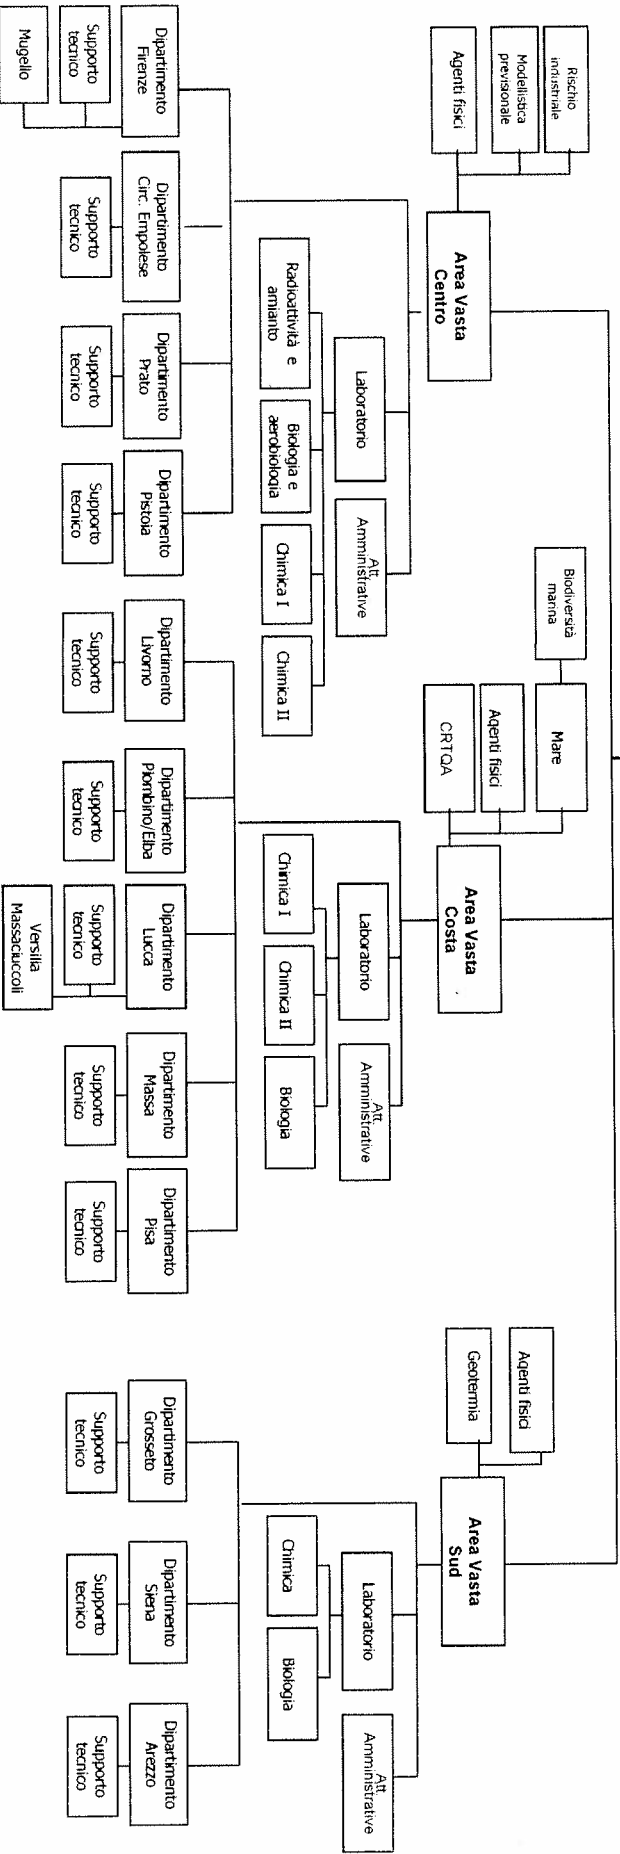 Rischio
industriale
Modellistica
previsionale
Agenti fisici
Area Vasta
Centro
Laboratorio
Att.
Amministrative
Radioattività e
amianto
Biologia e
aerobiologia
Chimica I
Chimica II
Dipartimento
Firenze
Dipartimento
Circ. Empolese
Dipartimento
Prato
Dipartimento
Pistoia
Supporto
tecnico
Supporto
tecnico
Supporto
tecnico
Supporto
tecnico
Mugello
Biodiversità
marina
Mare
Agenti fisici
CRTQA
Area Vasta
Costa
Laboratorio
Att.
Amministrative
Chimica I
Chimica II
Biologia
Dipartimento
Livorno
Dipartimento
Piombino/Elba
Dipartimento
Lucca
Dipartimento
Massa
Dipartimento
Pisa
Supporto
tecnico
Supporto
tecnico
Supporto
tecnico
Supporto
tecnico
Supporto
tecnico
Versilia
Massaciuccoli
Agenti fisici
Geotermia
Area Vasta
Sud
Laboratorio
Att.
Amministrative
Chimica
Biologia
Dipartimento
Grosseto
Dipartimento
Siena
Dipartimento
Arezzo
Supporto
tecnico
Supporto
tecnico
Supporto
tecnico